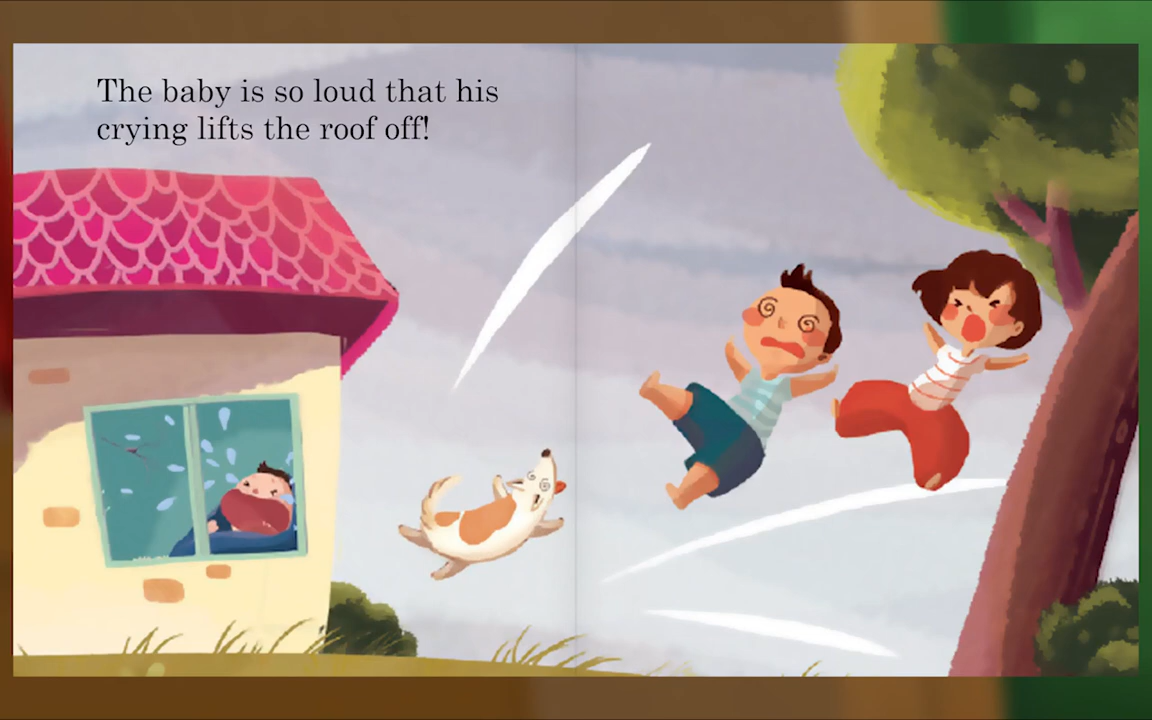 The baby is so loud that his
crying lifts the roof off!